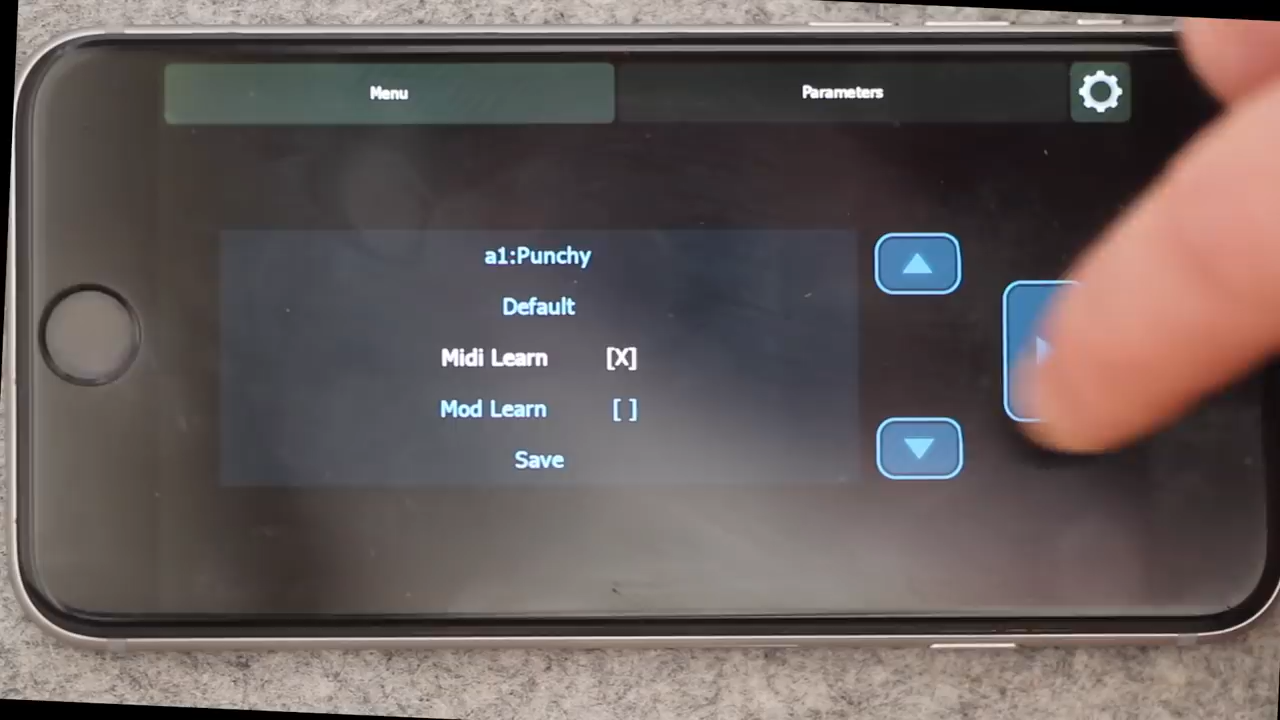 Menu
Parameters
a1:Punchy
Default
Midi Learn [X]
Mod Learn [ ]
Save